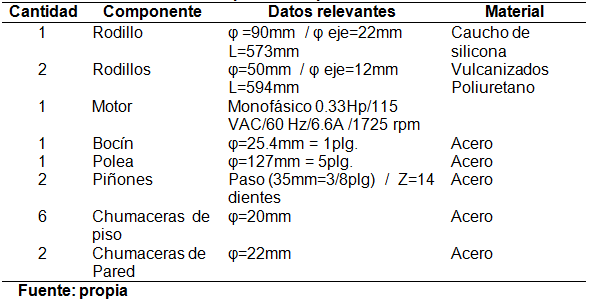 Cantidad Componente Datos relevantes Material
1 Rodillo φ =90mm / φ eje=22mm Caucho de
L=573mm silicona
2 Rodillos φ=50mm / φ eje=12mm Vulcanizados
L=594mm Poliuretano
1 Motor Monofásico 0.33Hp/115
VAC/60 Hz/6.6A /1725 rpm
1 Bocín φ=25.4mm = 1plg. Acero
1 Polea φ=127mm = 5plg. Acero
2 Piñones Paso (35mm=3/8plg) / Z=14 Acero
dientes
6 Chumaceras de φ=20mm Acero
piso
2 Chumaceras de φ=22mm Acero
Pared
Fuente: propia